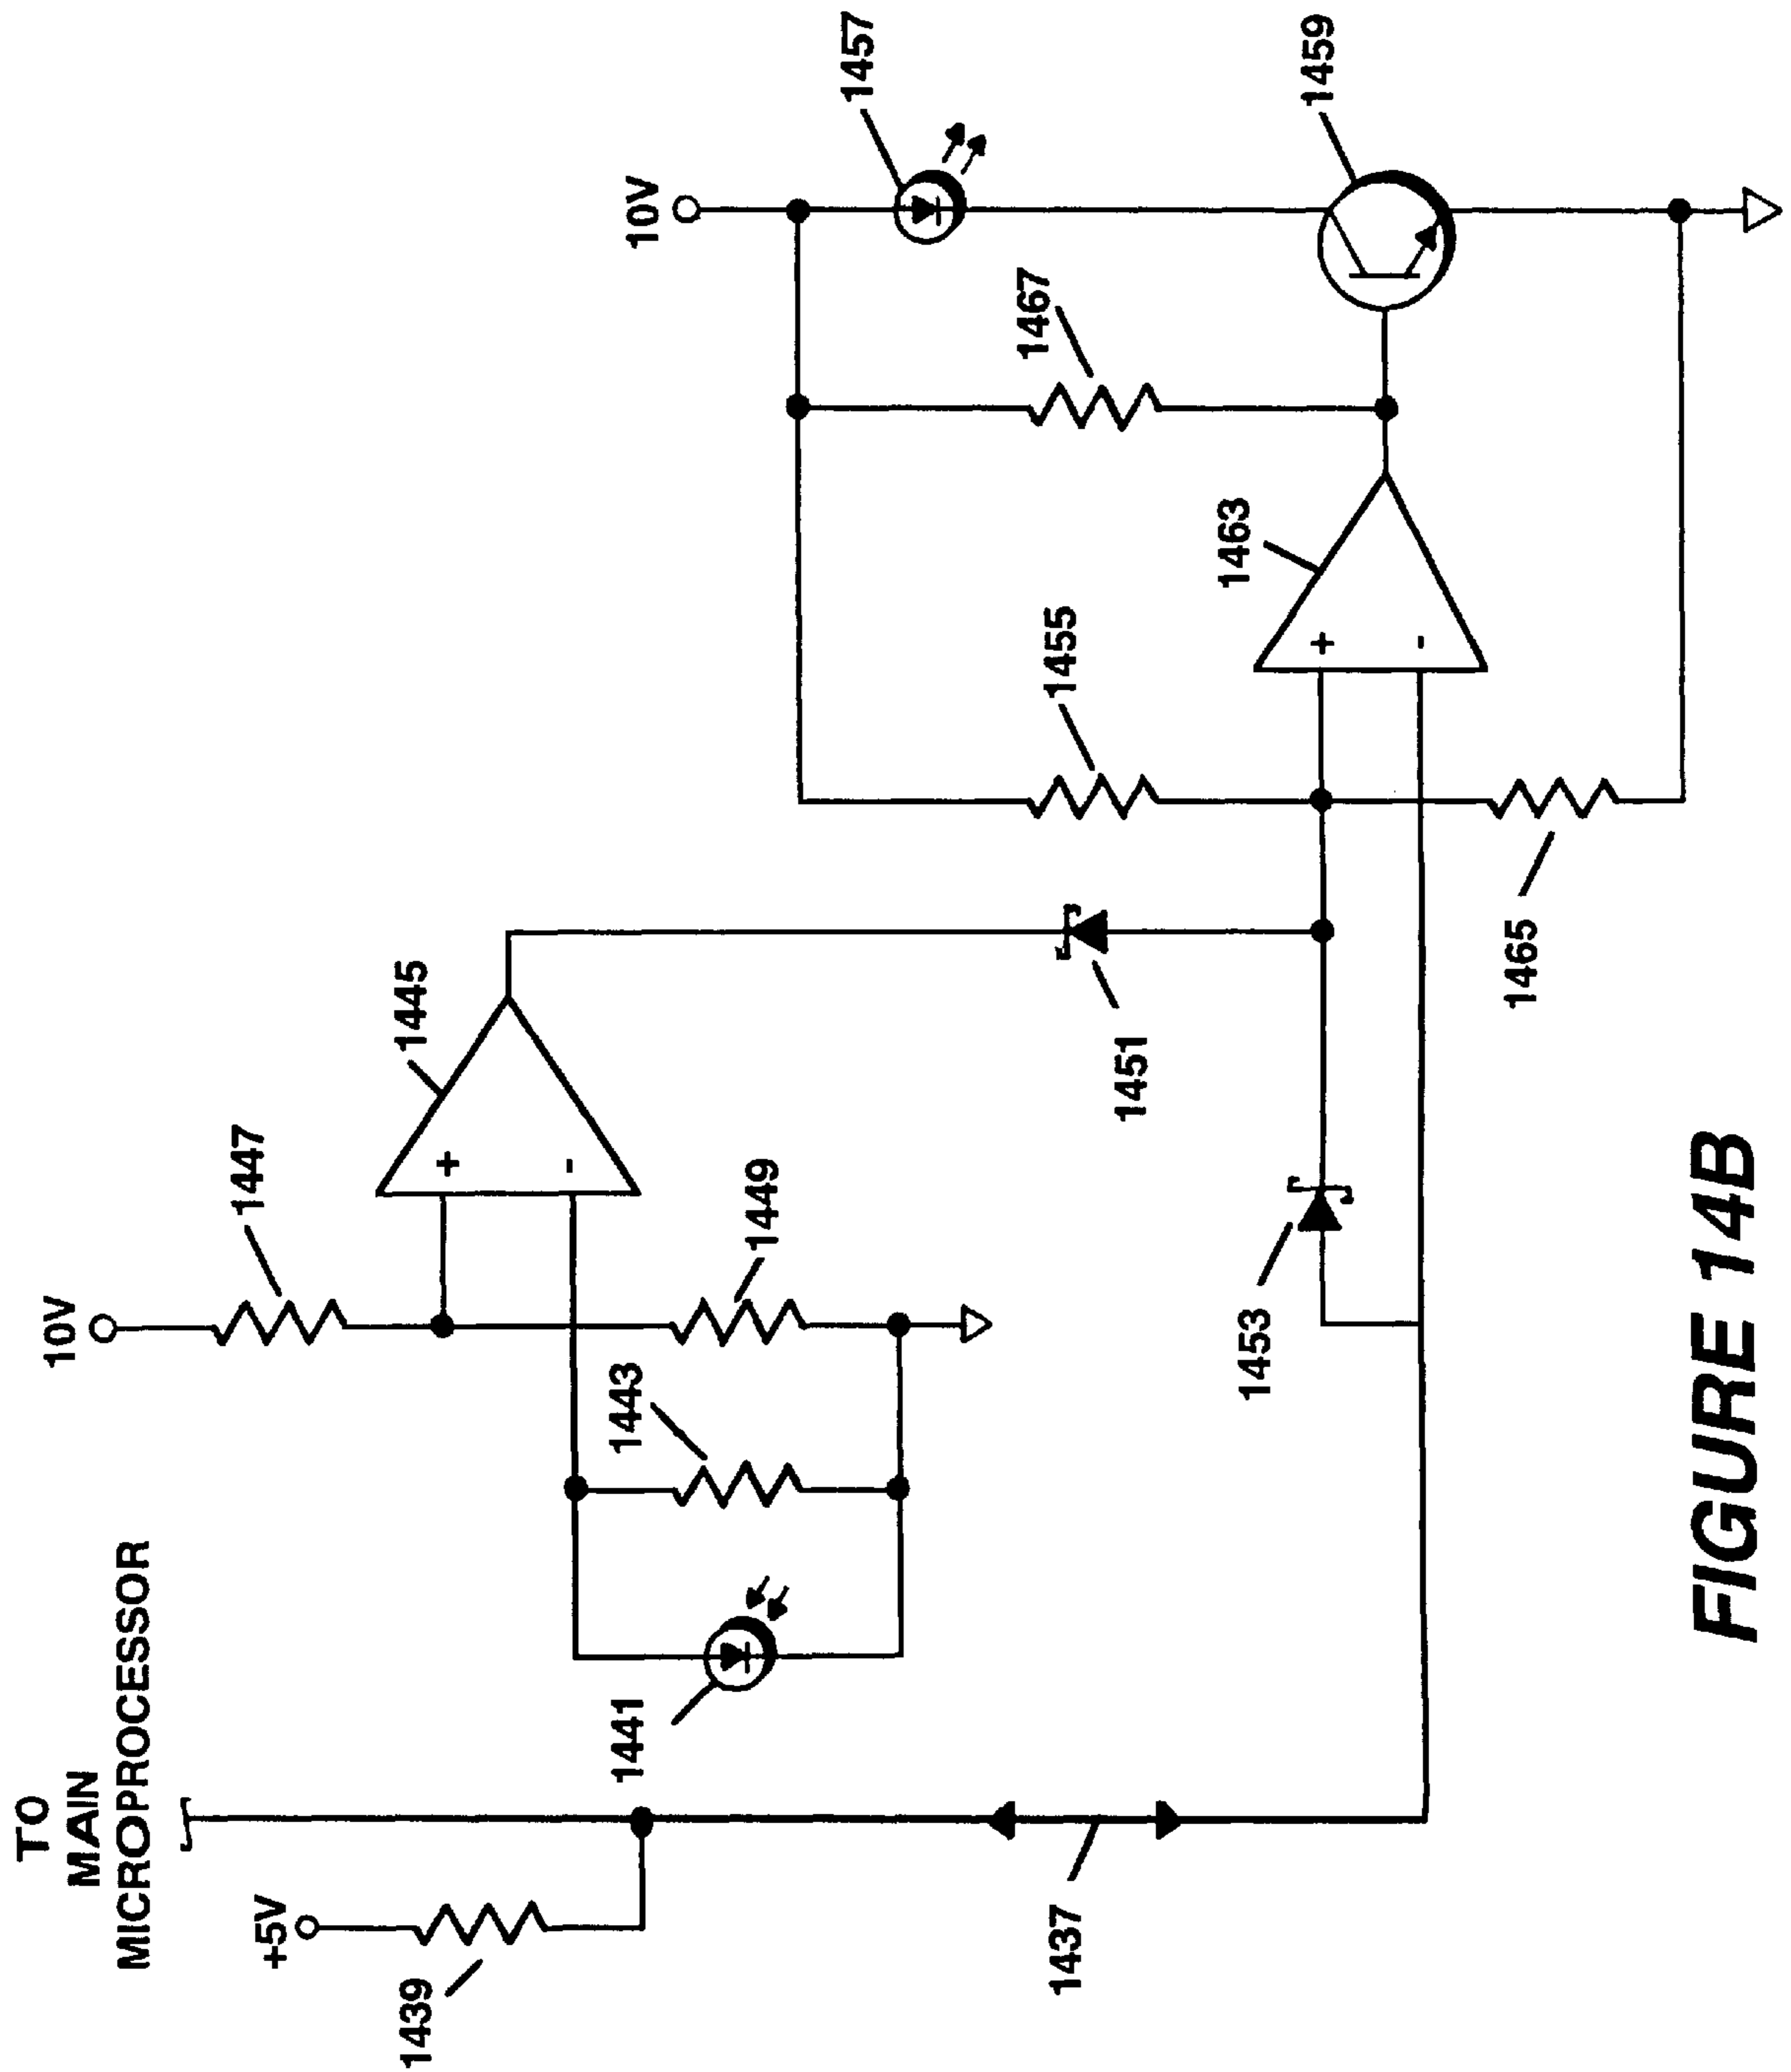 TO
MAIN
MICROPROCESSOR
+5V
1439
1437
1441
1443
10V
1447
1449
1445
+
-
1451
1453
1455
1465
1463
+
-
1467
10V
1457
1459
FIGURE 14B